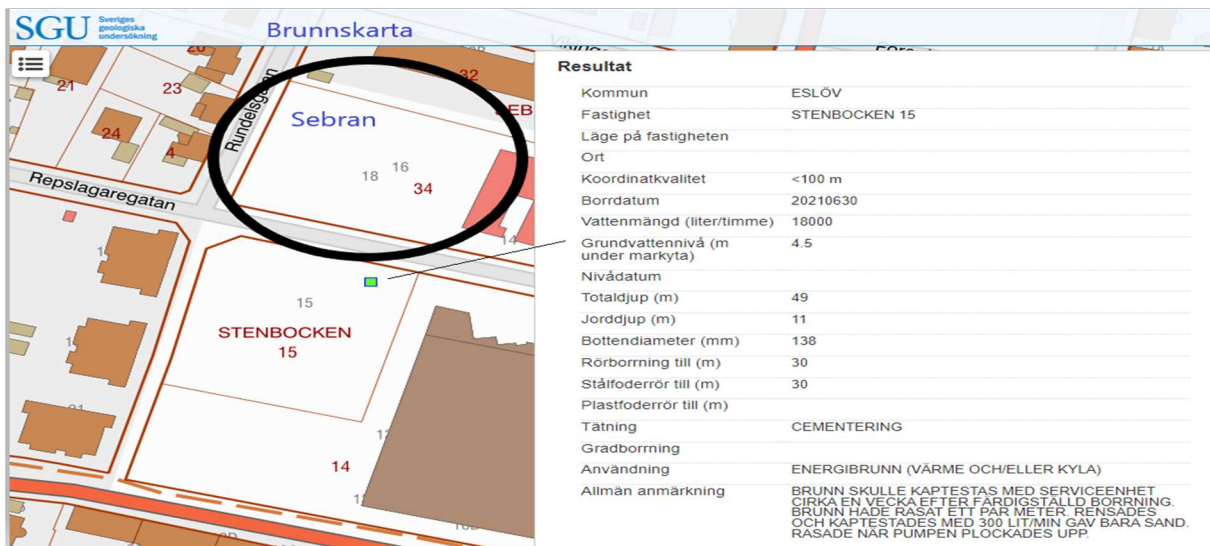 SGU Sveriges
geologiska
undersökning
Brunnskarta
21
23
32
24
4
Rundelsgatan
Sebran
18
16
34
Repslagaregatan
14
15
STENBOCKEN
15
14
Resultat
Kommun ESLÖV
Fastighet STENBOCKEN 15
Läge på fastigheten
Ort
Koordinatkvalitet <100 m
Borrdatum 20210630
Vattenmängd (liter/timme) 18000
Grundvattennivå (m 4.5
under markyta)
Nivådatum
Totaldjup (m) 49
Jorddjup (m) 11
Bottendiameter (mm) 138
Rörborrning till (m) 30
Stålfoderrör till (m) 30
Plastfoderrör till (m)
Tätning CEMENTERING
Gradborrning
Användning ENERGIBRUNN (VÄRME OCH/ELLER KYLA)
Allmän anmärkning BRUNN SKULLE KAPTESTAS MED SERVICEENHET
CIRKA EN VECKA EFTER FÄRDIGSTÄLLD BORRNING.
BRUNN HADE RASAT ETT PAR METER. RENSADES
OCH KAPTESTADES MED 300 LIT/MIN GAV BARA SAND.
RASADE NÄR PUMPEN PLOCKADES UPP.